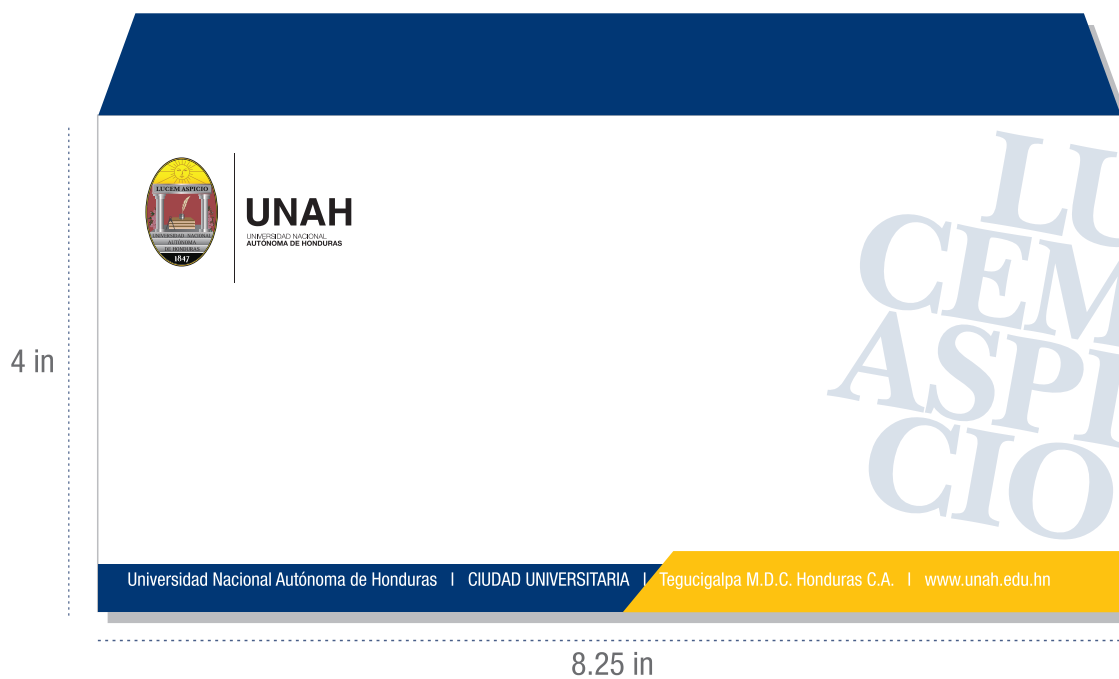 LUCEM ASPICIO
UNIVERSIDAD NACIONAL
AUTÓNOMA
DE HONDURAS
1847
UNAH
UNIVERSIDAD NACIONAL
AUTÓNOMA DE HONDURAS
LU
CEM
ASPI
CIO
4 in
Universidad Nacional Autónoma de Honduras I CIUDAD UNIVERSITARIA I Tegucigalpa M.D.C. Honduras C.A. I www.unah.edu.hn
8.25 in